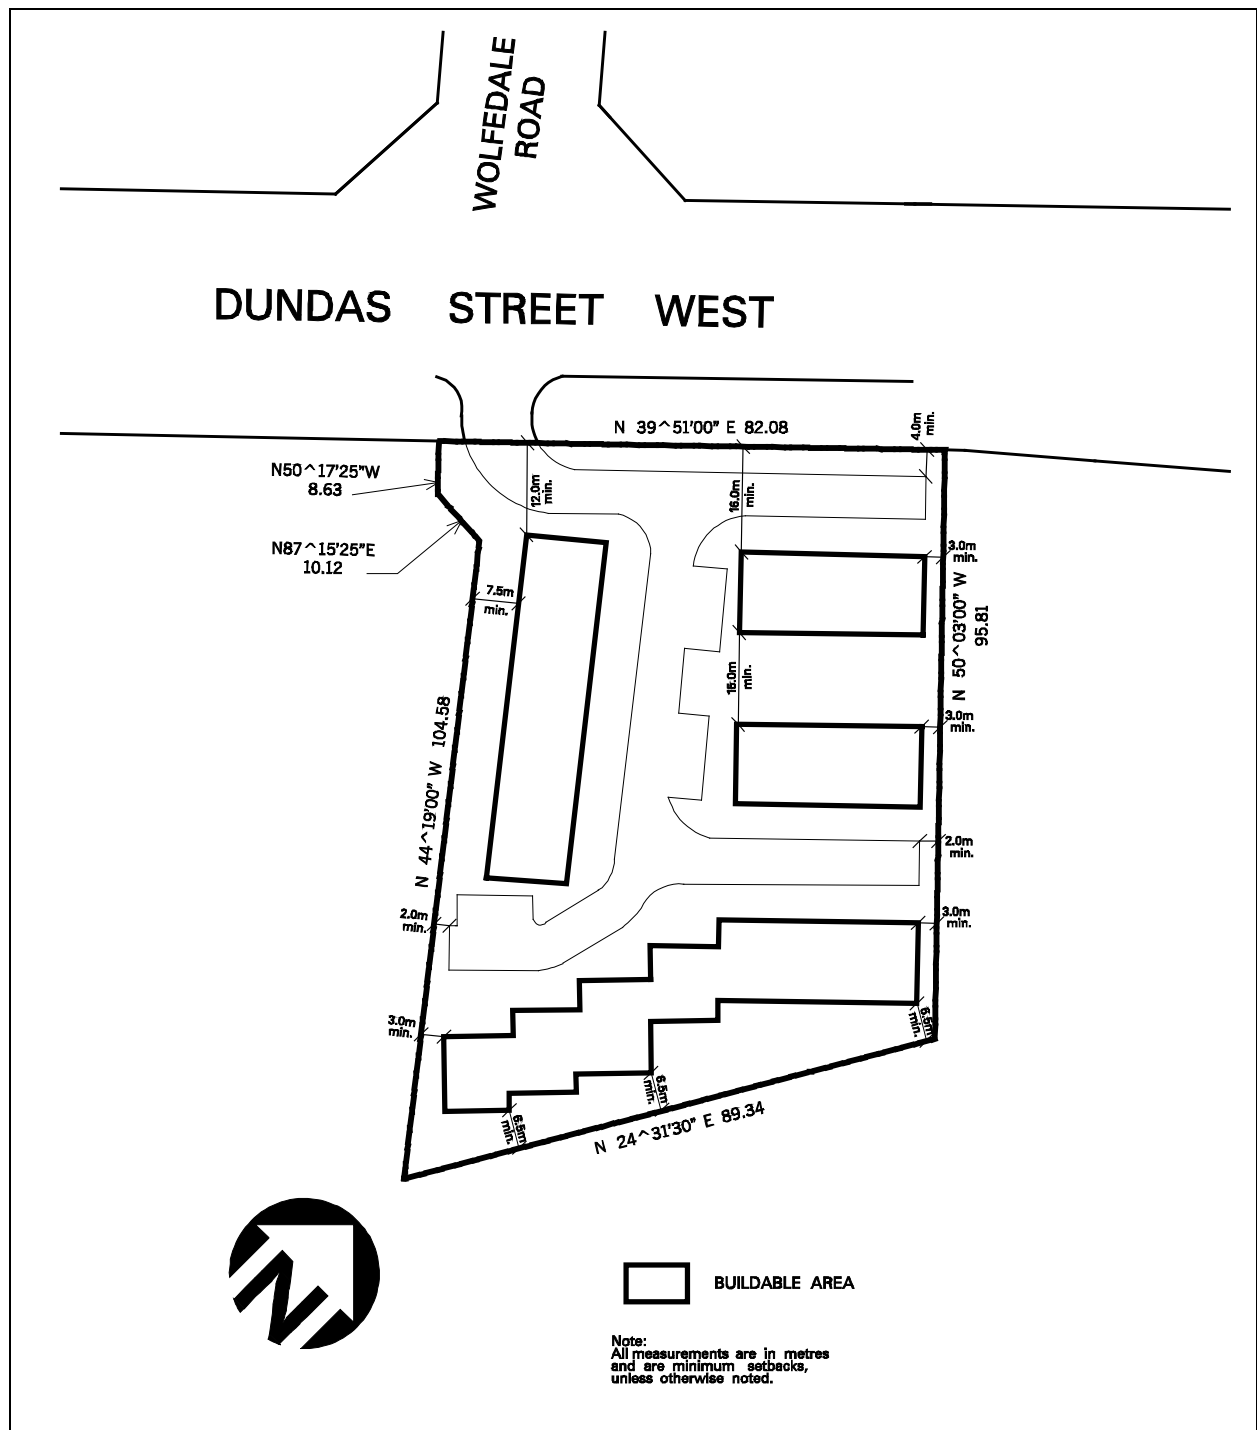 WOLFEDALE
ROAD
DUNDAS STREET WEST
N 39^51'00" E 82.08
4.0m
min.
N50^17'25"W
8.63
12.0m
min.
16.0m
min.
N87^15'25"E
10.12
3.0m
min.
7.5m
min.
N 50^03'00" W
95.81
15.0m
min.
N 44^19'00" W 104.58
3.0m
min.
2.0m
min.
2.0m
min.
3.0m
min.
3.0m
min.
6.5m
min.
6.5m
min.
6.5m
min.
N 24^31'30" E 89.34
N
BUILDABLE AREA
Note:
All measurements are in metres
and are minimum setbacks,
unless otherwise noted.